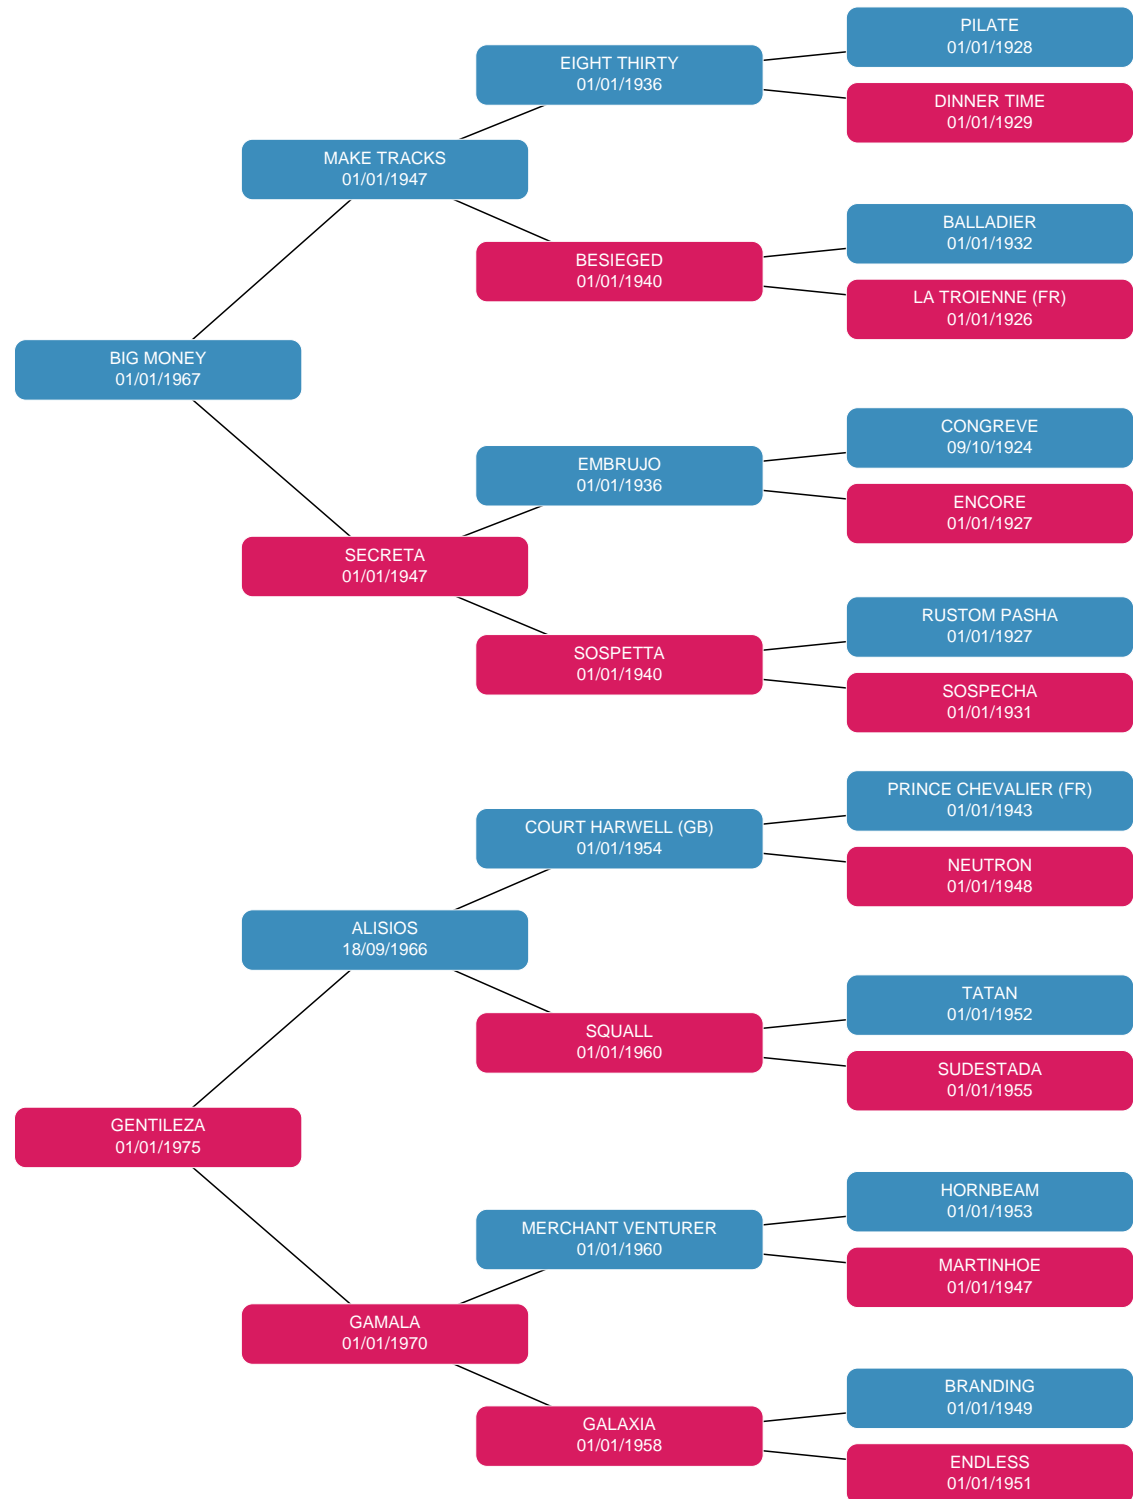 PILATE
01/01/1928
EIGHT THIRTY
01/01/1936
DINNER TIME
01/01/1929
MAKE TRACKS
01/01/1947
BALLADIER
01/01/1932
BESIEGED
01/01/1940
LA TROIENNE (FR)
01/01/1926
BIG MONEY
01/01/1967
CONGREVE
09/10/1924
EMBRUJO
01/01/1936
ENCORE
01/01/1927
SECRETA
01/01/1947
RUSTOM PASHA
01/01/1927
SOSPETTA
01/01/1940
SOSPECHA
01/01/1931
PRINCE CHEVALIER (FR)
01/01/1943
COURT HARWELL (GB)
01/01/1954
NEUTRON
01/01/1948
ALISIOS
18/09/1966
TATAN
01/01/1952
SQUALL
01/01/1960
SUDESTADA
01/01/1955
GENTILEZA
01/01/1975
HORNBEAM
01/01/1953
MERCHANT VENTURER
01/01/1960
MARTINHOE
01/01/1947
GAMALA
01/01/1970
BRANDING
01/01/1949
GALAXIA
01/01/1958
ENDLESS
01/01/1951